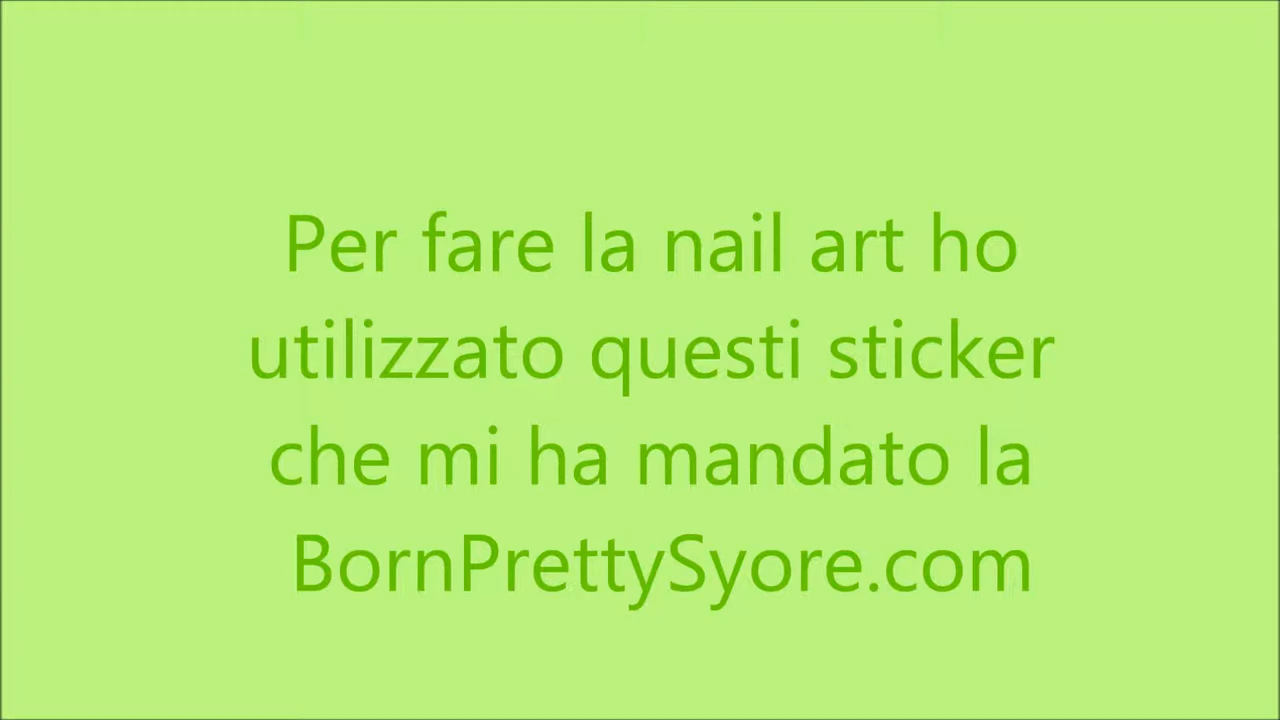 Per fare la nail art ho
utilizzato questi sticker
che mi ha mandato la
BornPrettySyore.com